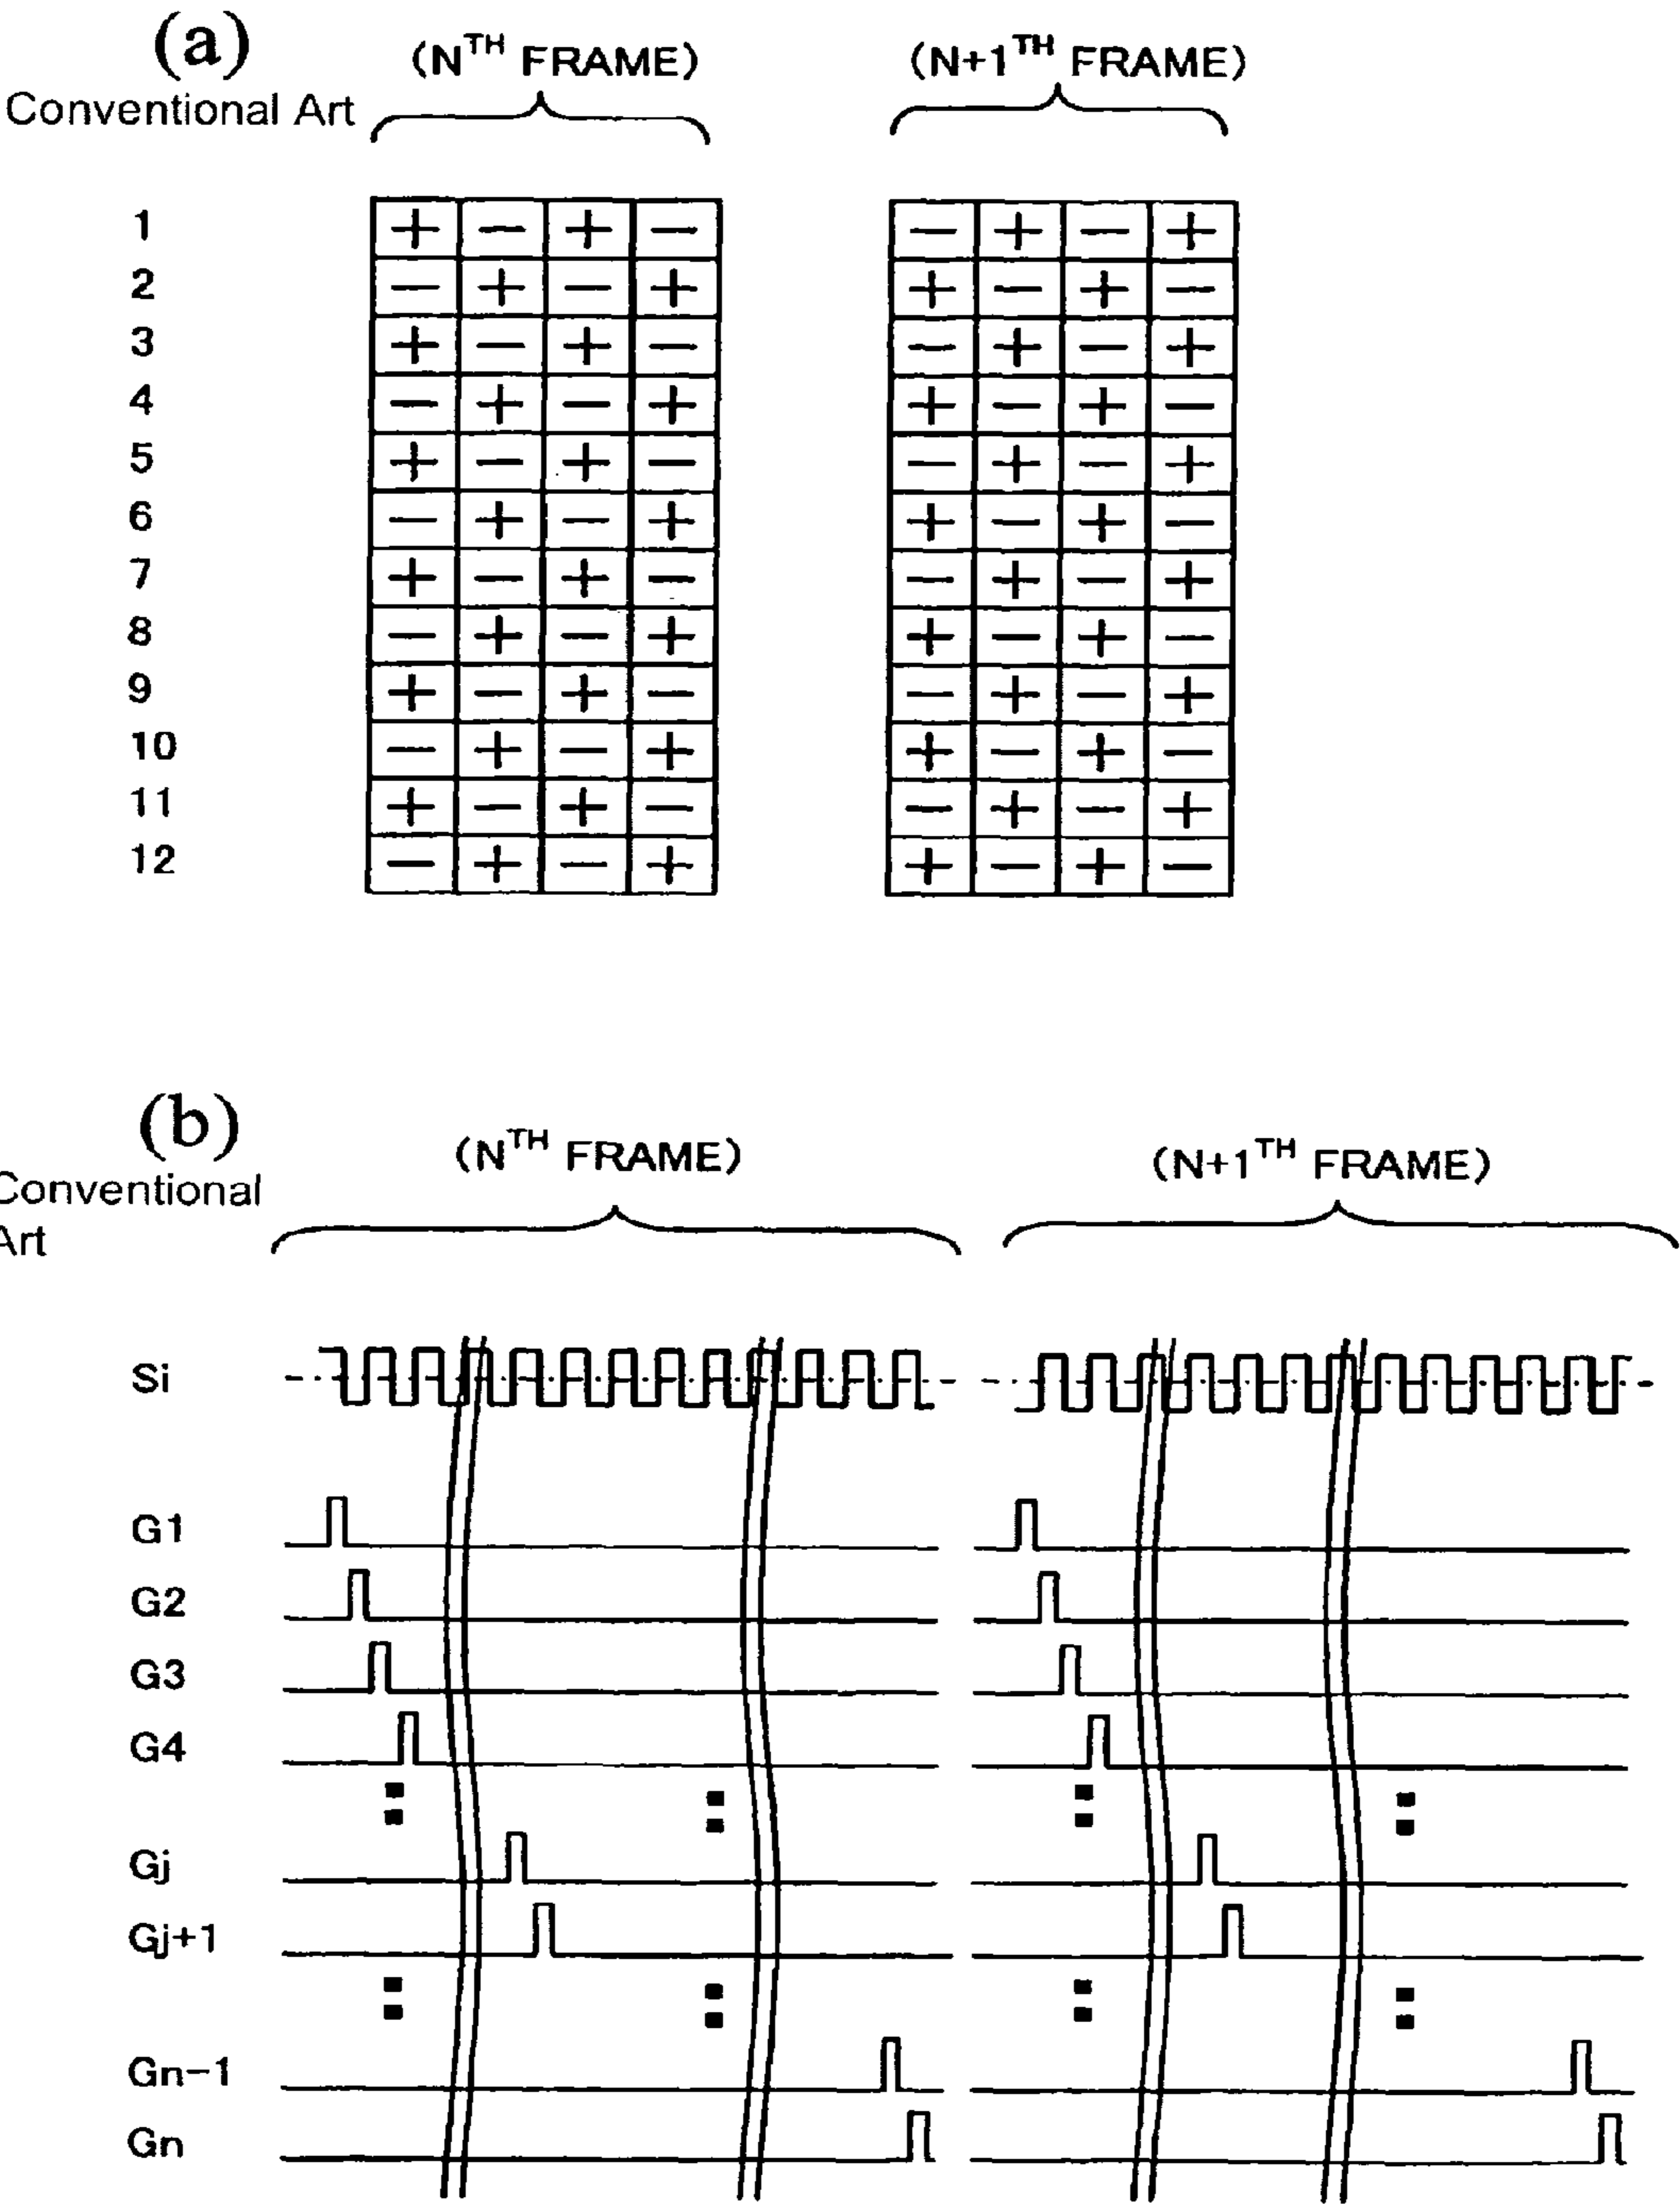 (a)
Conventional Art
(N^TH FRAME) (N+1^TH FRAME)
1 + − + − − + − +
2 − + − + + − + −
3 + − + − − + − +
4 − + − + + − + −
5 + − + − − + − +
6 − + − + + − + −
7 + − + − − + − +
8 − + − + + − + −
9 + − + − − + − +
10 − + − + + − + −
11 + − + − − + − +
12 − + − + + − + −
(b)
Conventional
Art
(N^TH FRAME) (N+1^TH FRAME)
Si
G1
G2
G3
G4
Gj
Gj+1
Gn−1
Gn